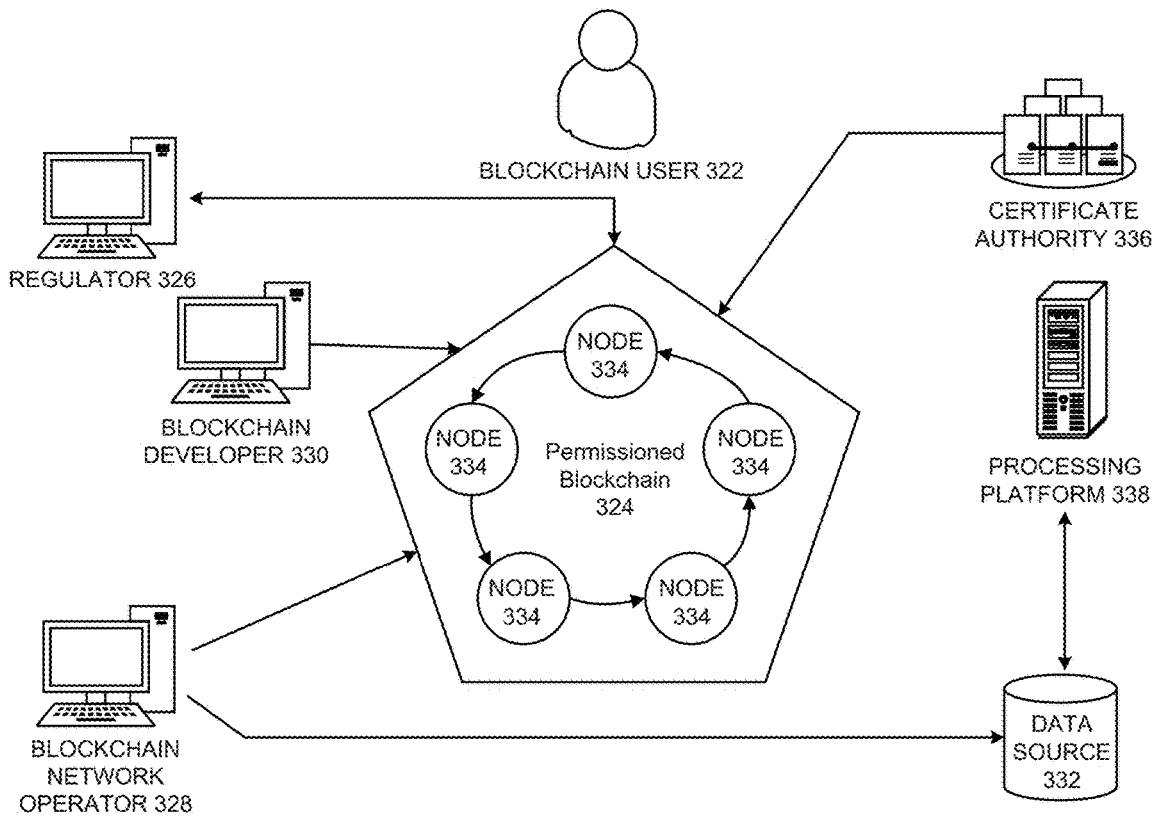 BLOCKCHAIN USER 322
CERTIFICATE
AUTHORITY 336
REGULATOR 326
BLOCKCHAIN
DEVELOPER 330
NODE
334
NODE
334
NODE
334
NODE
334
NODE
334
Permissioned
Blockchain
324
PROCESSING
PLATFORM 338
BLOCKCHAIN
NETWORK
OPERATOR 328
DATA
SOURCE
332